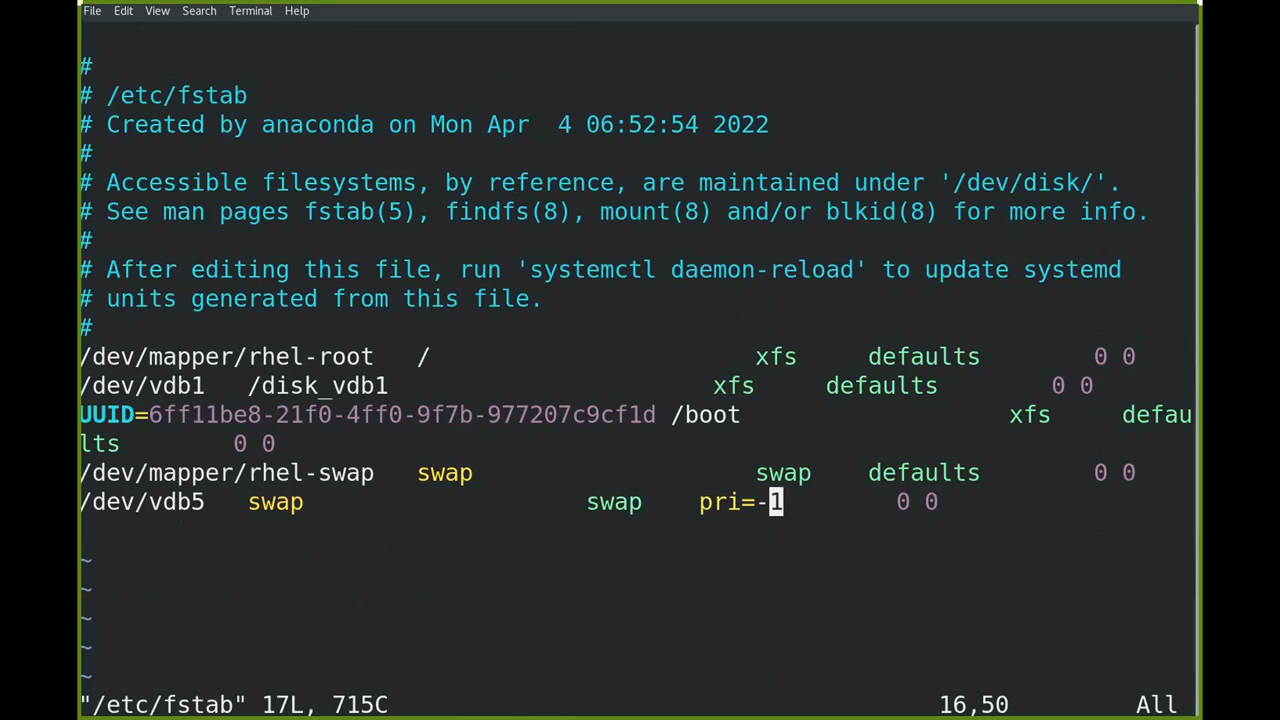 File Edit View Search Terminal Help
#
# /etc/fstab
# Created by anaconda on Mon Apr  4 06:52:54 2022
#
# Accessible filesystems, by reference, are maintained under '/dev/disk/'.
# See man pages fstab(5), findfs(8), mount(8) and/or blkid(8) for more info.
#
# After editing this file, run 'systemctl daemon-reload' to update systemd
# units generated from this file.
#
/dev/mapper/rhel-root   /                       xfs     defaults        0 0
/dev/vdb1   /disk_vdb1                       xfs     defaults        0 0
UUID=6ff11be8-21f0-4ff0-9f7b-977207c9cf1d /boot                   xfs     defau
lts        0 0
/dev/mapper/rhel-swap   swap                    swap    defaults        0 0
/dev/vdb5   swap                    swap    pri=-1        0 0
~
~
~
~
~
"/etc/fstab" 17L, 715C                                       16,50         All